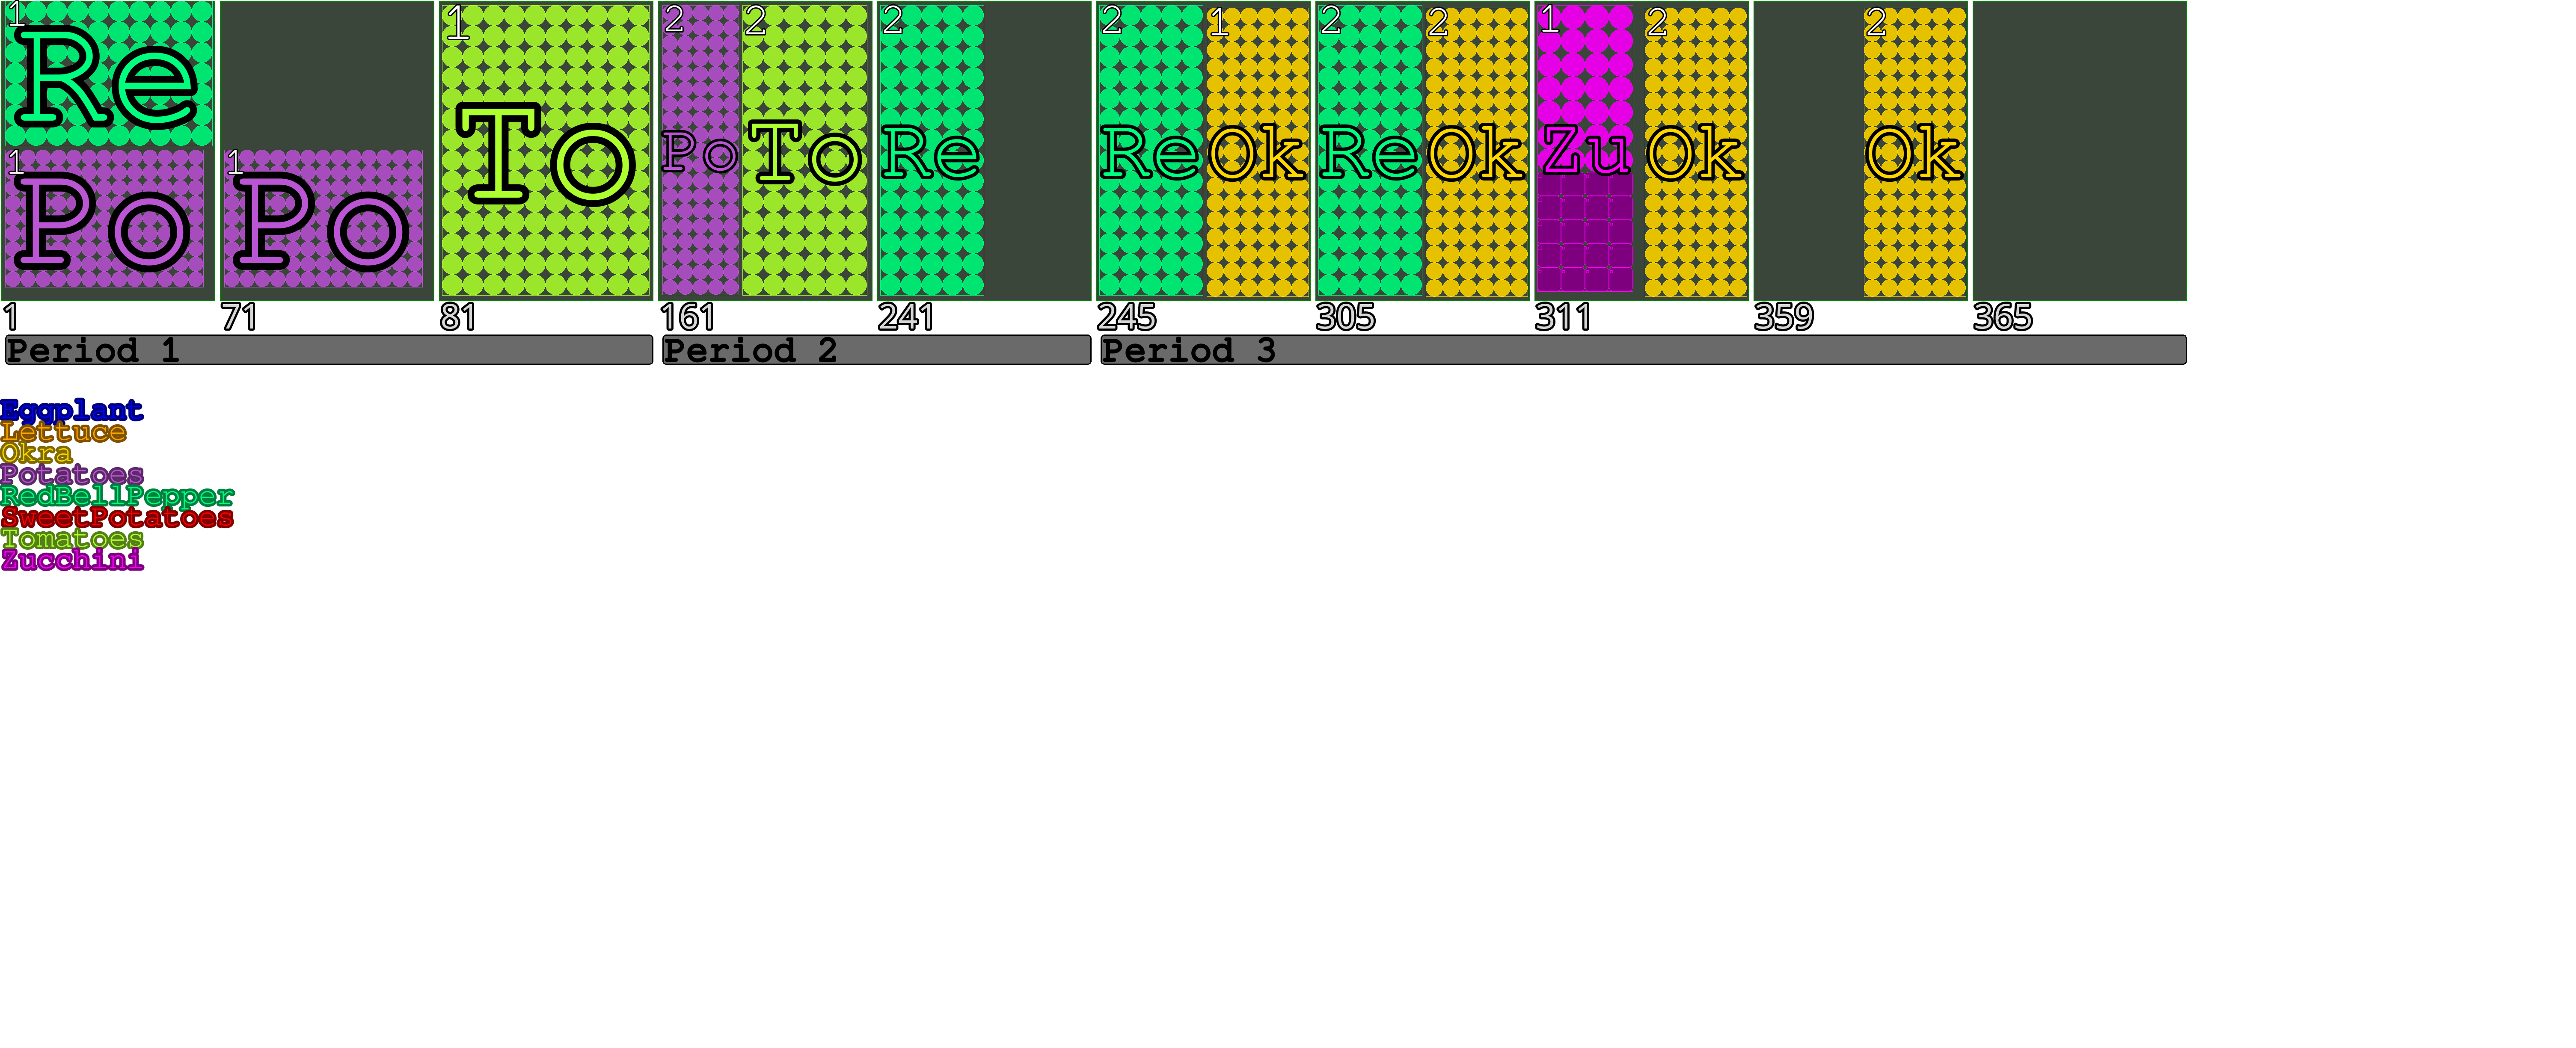 1 1 2 2 2 2 1 2 2 1 2 2
Re
1 1
To Po To Re Re Ok Re Ok Zu Ok Ok
Po Po
1 71 81 161 241 245 305 311 359 365
Period 1 Period 2 Period 3
Eggplant
Lettuce
Okra
Potatoes
RedBellPepper
SweetPotatoes
Tomatoes
Zucchini